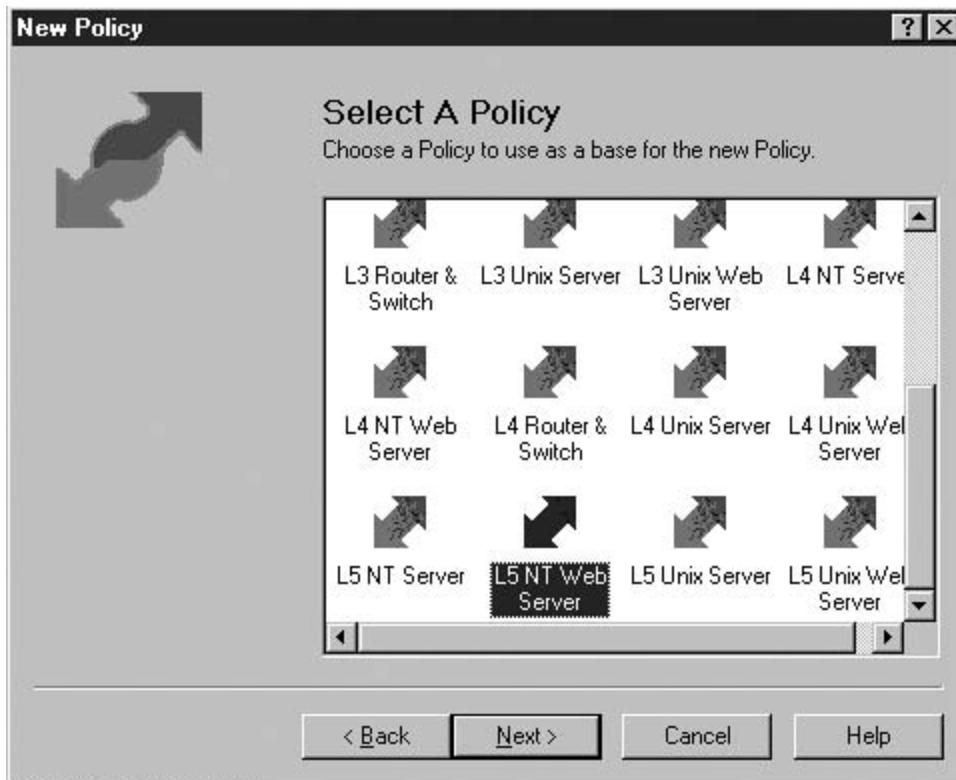 New Policy
Select A Policy
Choose a Policy to use as a base for the new Policy.
L3 Router & L3 Unix Server L3 Unix Web L4 NT Serve
Switch Server
L4 NT Web L4 Router & L4 Unix Server L4 Unix Wel
Server Switch Server
L5 NT Server L5 NT Web L5 Unix Server L5 Unix Wel
Server Server
< Back Next > Cancel Help